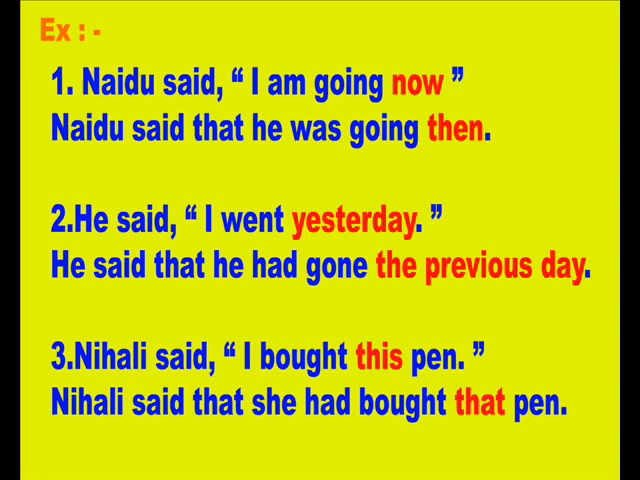 Ex : -
1. Naidu said, “ I am going now ”
Naidu said that he was going then.
2.He said, “ I went yesterday. ”
He said that he had gone the previous day.
3.Nihali said, “ I bought this pen. ”
Nihali said that she had bought that pen.